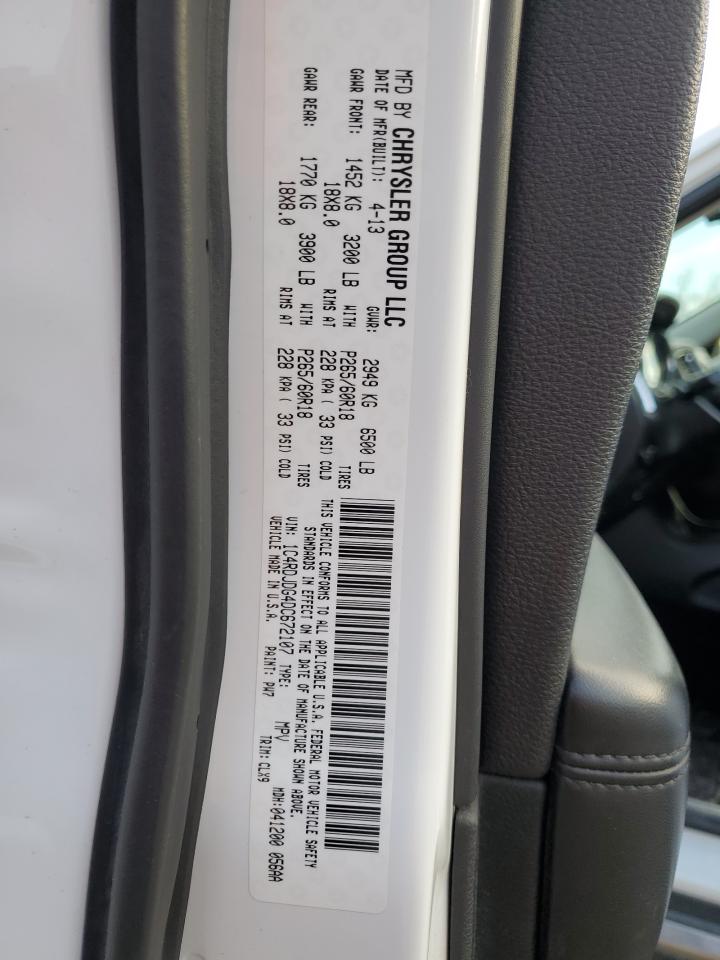 MFD BY CHRYSLER GROUP LLC
DATE OF MFR(BUILT): 4-13 GVWR: 2949 KG 6500 LB
GAWR FRONT: 1452 KG 3200 LB WITH P265/60R18 TIRES
18X8.0 RIMS AT 228 KPA ( 33 PSI) COLD
GAWR REAR: 1770 KG 3900 LB WITH P265/60R18 TIRES
18X8.0 RIMS AT 228 KPA ( 33 PSI) COLD
THIS VEHICLE CONFORMS TO ALL APPLICABLE U.S.A. FEDERAL MOTOR VEHICLE SAFETY
STANDARDS IN EFFECT ON THE DATE OF MANUFACTURE SHOWN ABOVE.
VIN: 1C4RDJDG4DC672107 TYPE: MPV MDH:041200 056AA
VEHICLE MADE IN U.S.A. PAINT: PW7 TRIM:CLX9